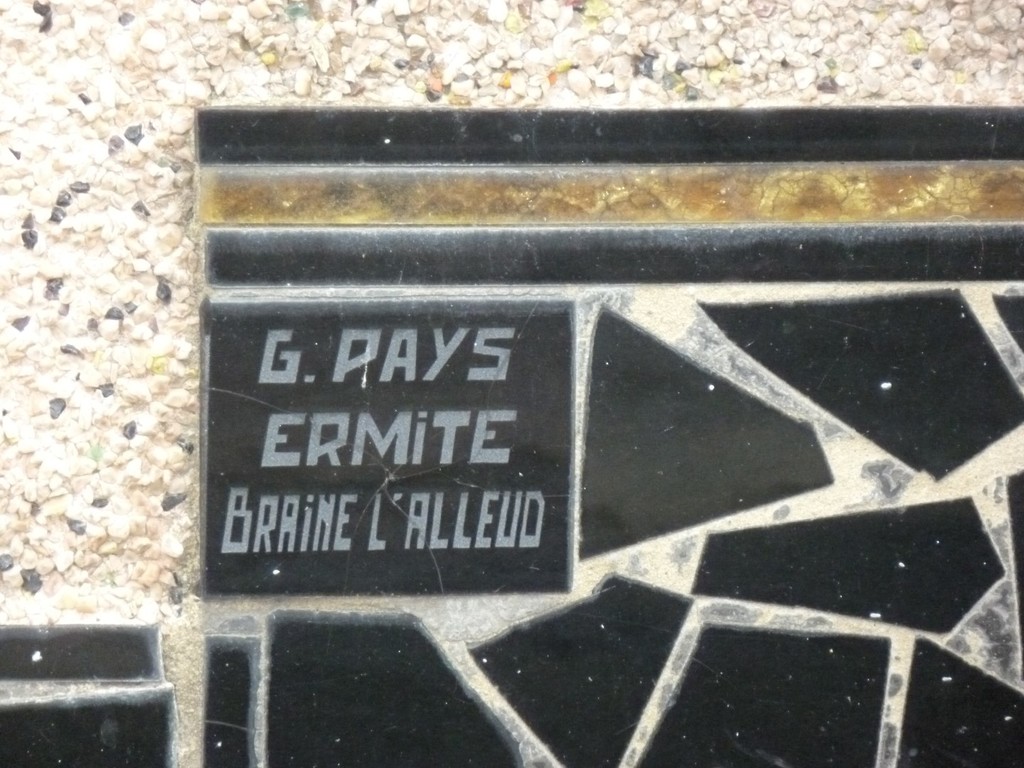 G. PAYS
ERMiTE
BRAiNE L'ALLEUD